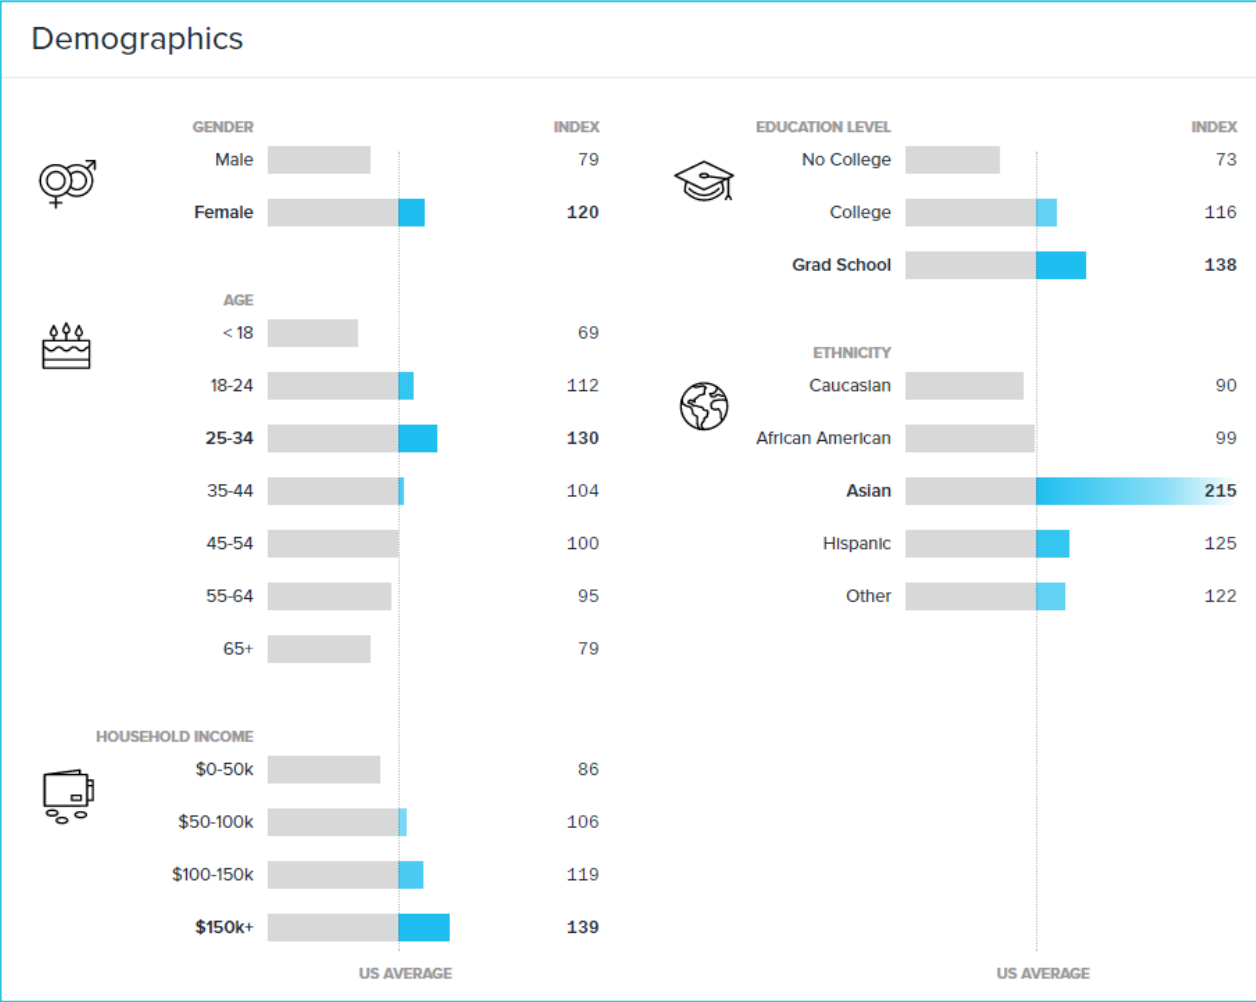 Demographics
GENDER INDEX
Male 79
Female 120
AGE
< 18 69
18-24 112
25-34 130
35-44 104
45-54 100
55-64 95
65+ 79
HOUSEHOLD INCOME
$0-50k 86
$50-100k 106
$100-150k 119
$150k+ 139
US AVERAGE
EDUCATION LEVEL INDEX
No College 73
College 116
Grad School 138
ETHNICITY
Caucasian 90
African American 99
Asian 215
Hispanic 125
Other 122
US AVERAGE